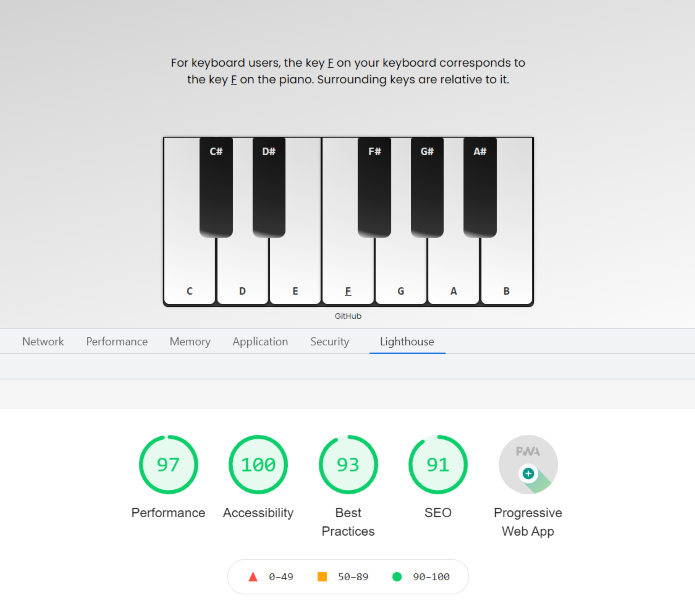 For keyboard users, the key F on your keyboard corresponds to
the key F on the piano. Surrounding keys are relative to it.
C# D# F# G# A#
C D E F G A B
GitHub
Network Performance Memory Application Security Lighthouse
97 100 93 91 PWA
Performance Accessibility Best Practices SEO Progressive Web App
0–49 50–89 90–100